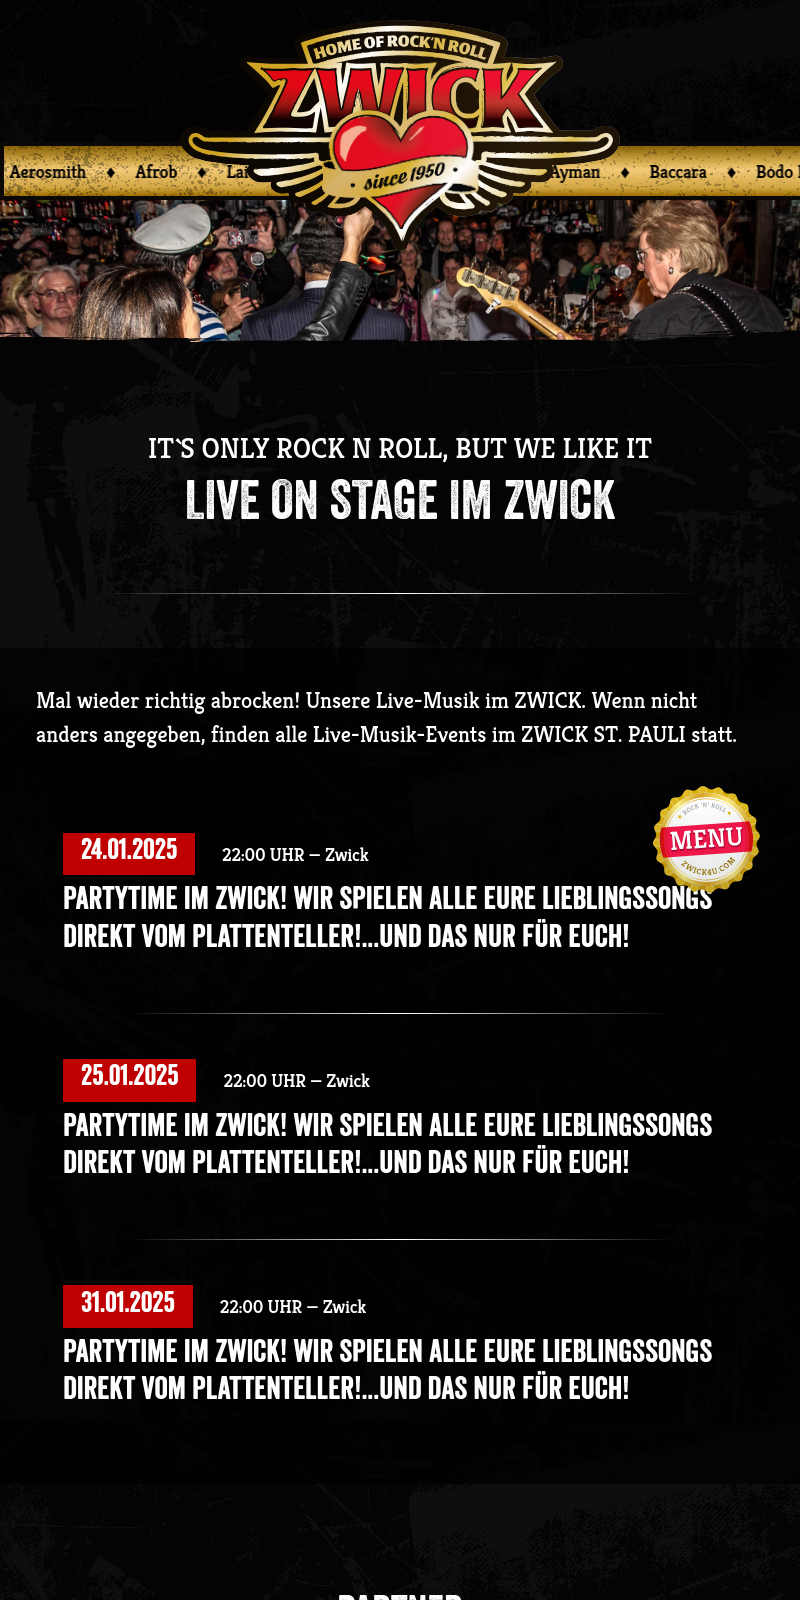 HOME OF ROCK'N ROLL
ZWICK
since 1950
Aerosmith ♦ Afrob ♦ Ayman ♦ Baccara ♦ Bodo
IT`S ONLY ROCK N ROLL, BUT WE LIKE IT
LIVE ON STAGE IM ZWICK
Mal wieder richtig abrocken! Unsere Live-Musik im ZWICK. Wenn nicht
anders angegeben, finden alle Live-Musik-Events im ZWICK ST. PAULI statt.
ROCK 'N' ROLL
MENU
ZWICK4U.COM
24.01.2025 22:00 UHR – Zwick
PARTYTIME IM ZWICK! WIR SPIELEN ALLE EURE LIEBLINGSSONGS
DIREKT VOM PLATTENTELLER!...UND DAS NUR FÜR EUCH!
25.01.2025 22:00 UHR – Zwick
PARTYTIME IM ZWICK! WIR SPIELEN ALLE EURE LIEBLINGSSONGS
DIREKT VOM PLATTENTELLER!...UND DAS NUR FÜR EUCH!
31.01.2025 22:00 UHR – Zwick
PARTYTIME IM ZWICK! WIR SPIELEN ALLE EURE LIEBLINGSSONGS
DIREKT VOM PLATTENTELLER!...UND DAS NUR FÜR EUCH!
PARTNER